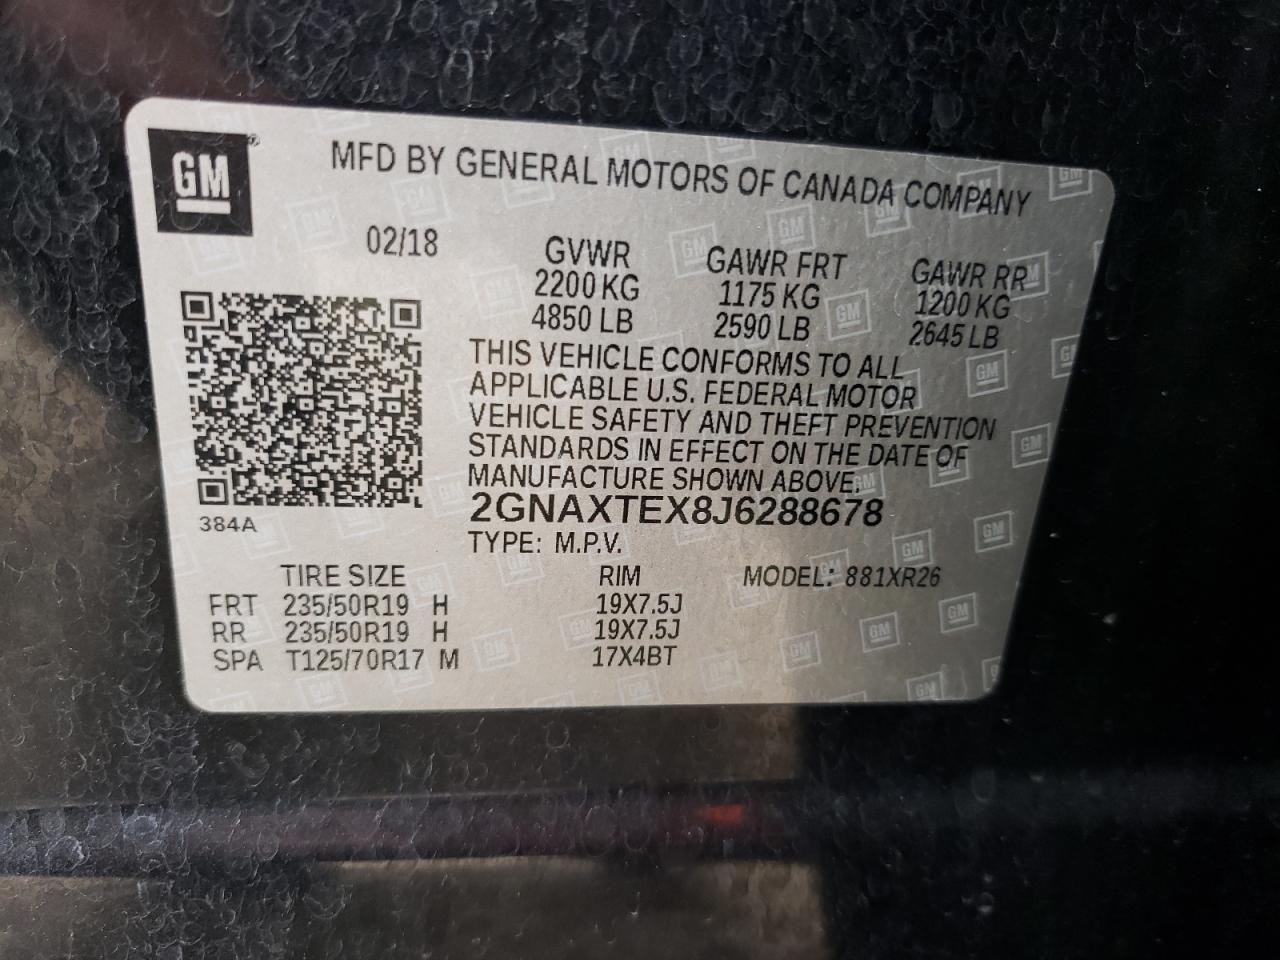 GM
MFD BY GENERAL MOTORS OF CANADA COMPANY
02/18
GVWR GAWR FRT GAWR RR
2200 KG 1175 KG 1200 KG
4850 LB 2590 LB 2645 LB
THIS VEHICLE CONFORMS TO ALL
APPLICABLE U.S. FEDERAL MOTOR
VEHICLE SAFETY AND THEFT PREVENTION
STANDARDS IN EFFECT ON THE DATE OF
MANUFACTURE SHOWN ABOVE.
2GNAXTEX8J6288678
384A
TYPE: M.P.V.
TIRE SIZE RIM MODEL: 881XR26
FRT 235/50R19 H 19X7.5J
RR 235/50R19 H 19X7.5J
SPA T125/70R17 M 17X4BT